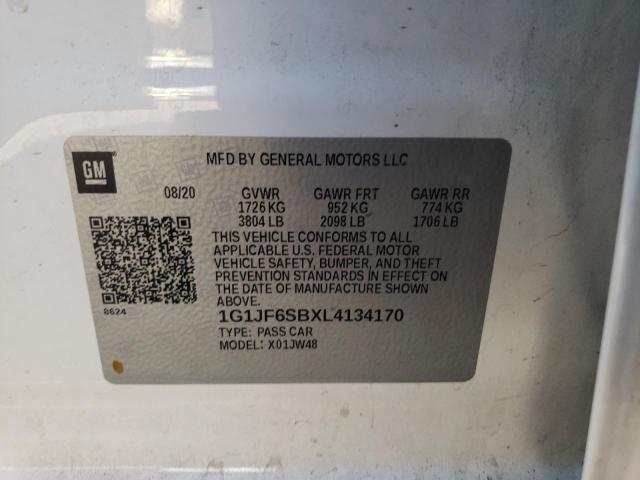 GM
MFD BY GENERAL MOTORS LLC
08/20 GVWR GAWR FRT GAWR RR
1726 KG 952 KG 774 KG
3804 LB 2098 LB 1706 LB
THIS VEHICLE CONFORMS TO ALL
APPLICABLE U.S. FEDERAL MOTOR
VEHICLE SAFETY, BUMPER, AND THEFT
PREVENTION STANDARDS IN EFFECT ON
THE DATE OF MANUFACTURE SHOWN
ABOVE.
8624
1G1JF6SBXL4134170
TYPE: PASS CAR
MODEL: X01JW48